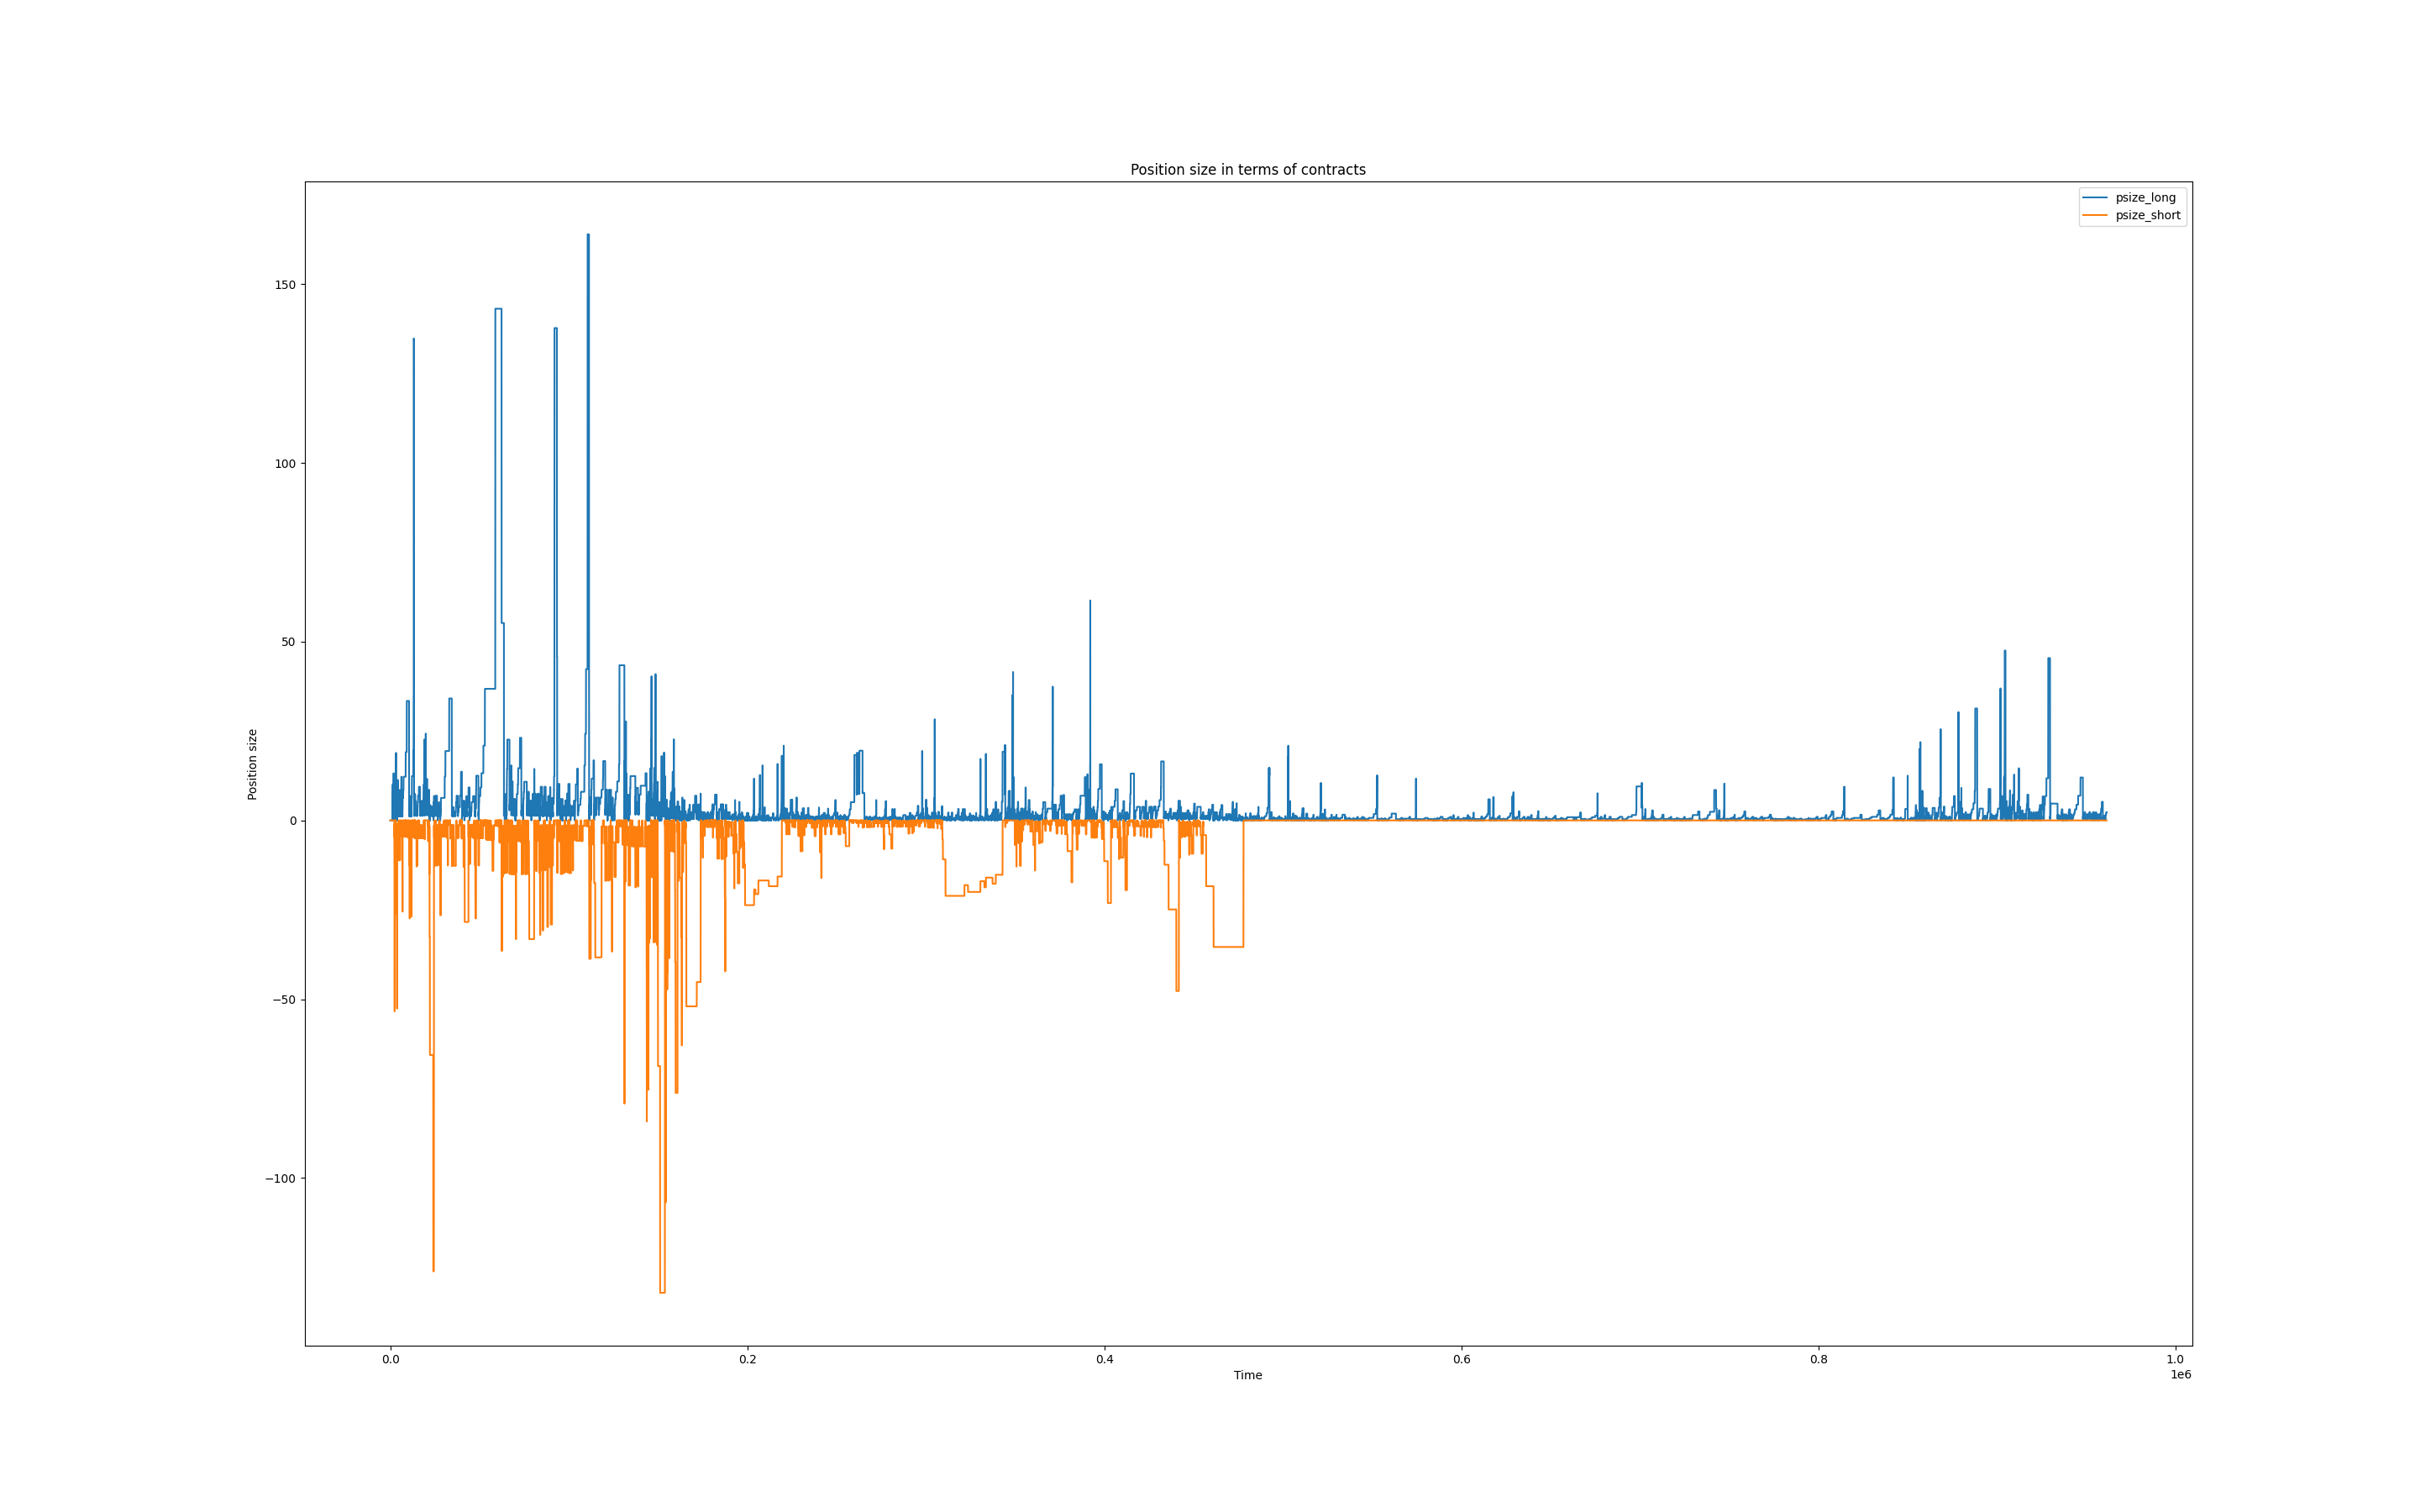 Position size in terms of contracts
psize_long
psize_short
150
100
50
0
−50
−100
Position size
0.0
0.2
0.4
0.6
0.8
1.0
1e6
Time